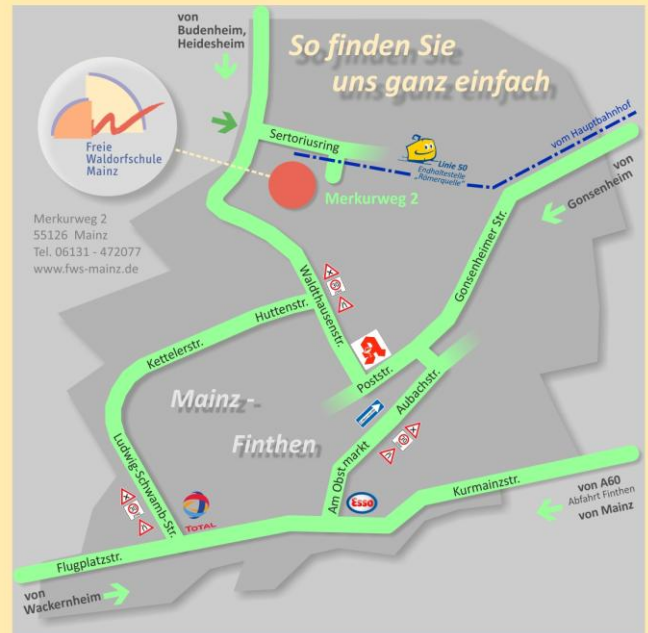 von
Budenheim,
Heidesheim
So finden Sie
uns ganz einfach
Freie
Waldorfschule
Mainz
Sertoriusring
vom Hauptbahnhof
Linie 50
Endhaltestelle
„Römerquelle"
Merkurweg 2
von
Gonsenheim
Merkurweg 2
55126 Mainz
Tel. 06131 - 472077
www.fws-mainz.de
Gonsenheimer Str.
Waldthausenstr.
Huttenstr.
Kettelerstr.
Poststr.
Aubachstr.
Mainz -
Finthen
Ludwig-Schwamb-Str.
Am Obstmarkt
TOTAL
Esso
Kurmainzstr.
von A60
Abfahrt Finthen
von Mainz
Flugplatzstr.
von
Wackernheim